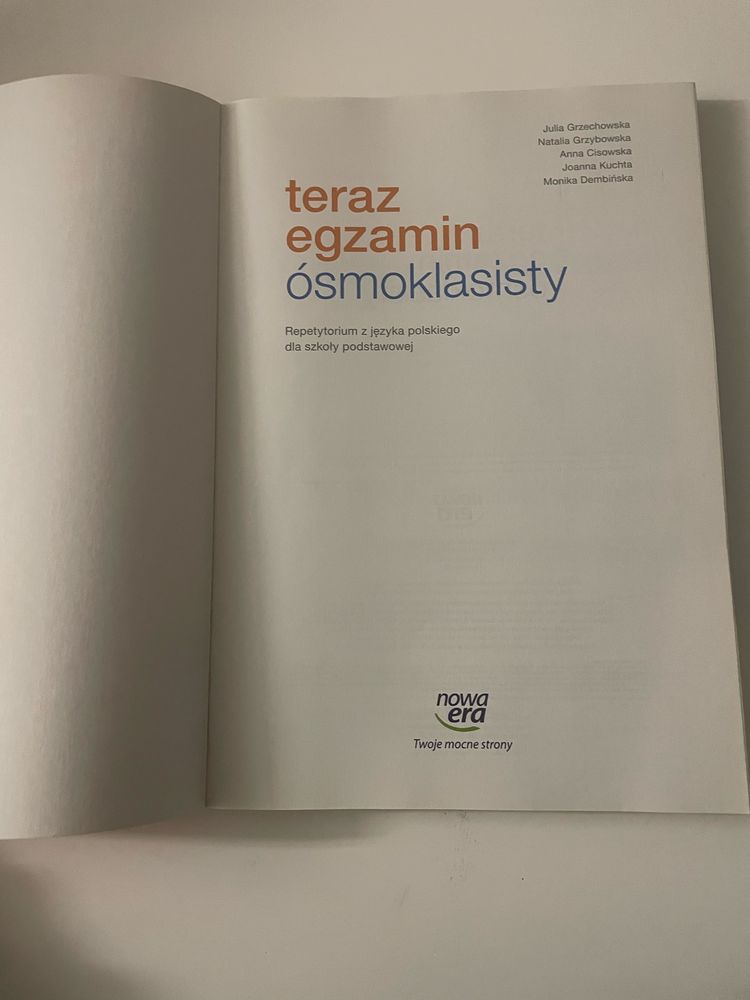 Julia Grzechowska
Natalia Grzybowska
Anna Cisowska
Joanna Kuchta
Monika Dembińska
teraz
egzamin
ósmoklasisty
Repetytorium z języka polskiego
dla szkoły podstawowej
nowa
era
Twoje mocne strony